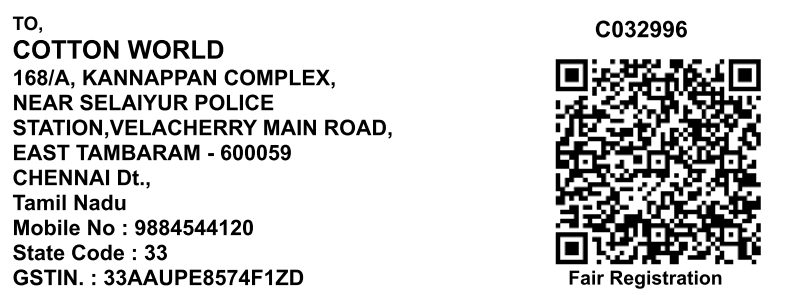 TO,
COTTON WORLD
168/A, KANNAPPAN COMPLEX,
NEAR SELAIYUR POLICE
STATION,VELACHERRY MAIN ROAD,
EAST TAMBARAM - 600059
CHENNAI Dt.,
Tamil Nadu
Mobile No : 9884544120
State Code : 33
GSTIN. : 33AAUPE8574F1ZD
C032996
Fair Registration